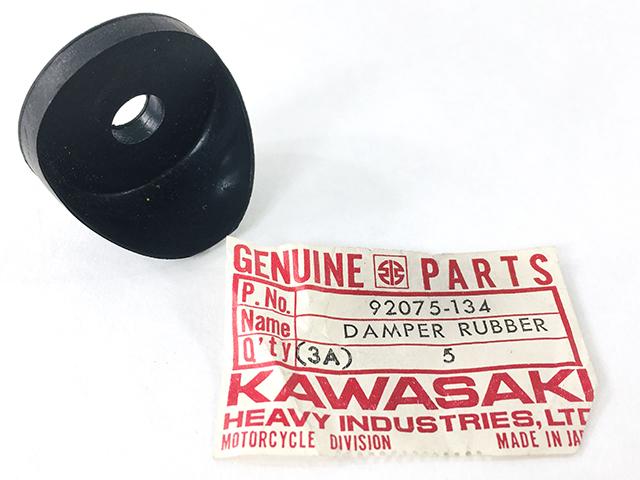 GENUINE PARTS
P. No. 92075-134
Name DAMPER RUBBER
Q'ty (3A) 5
KAWASAKI
HEAVY INDUSTRIES, LTD
MOTORCYCLE DIVISION MADE IN JAP